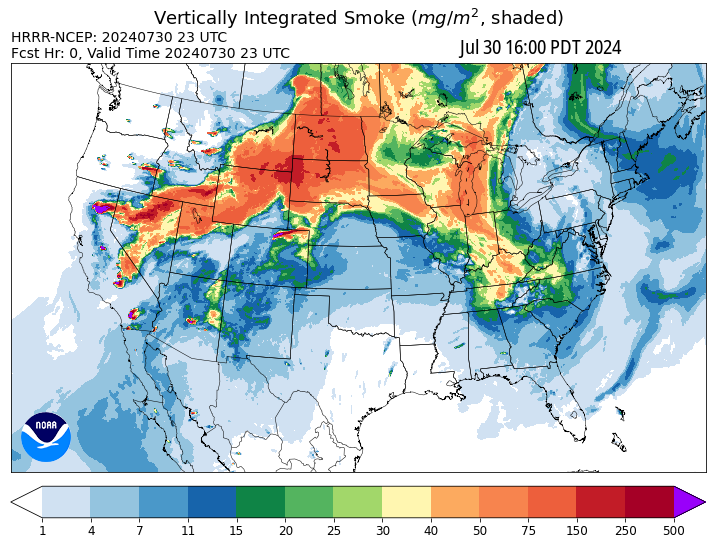 Vertically Integrated Smoke (mg/m², shaded)
HRRR-NCEP: 20240730 23 UTC
Fcst Hr: 0, Valid Time 20240730 23 UTC
Jul 30 16:00 PDT 2024
NOAA
1 4 7 11 15 20 25 30 40 50 75 150 250 500